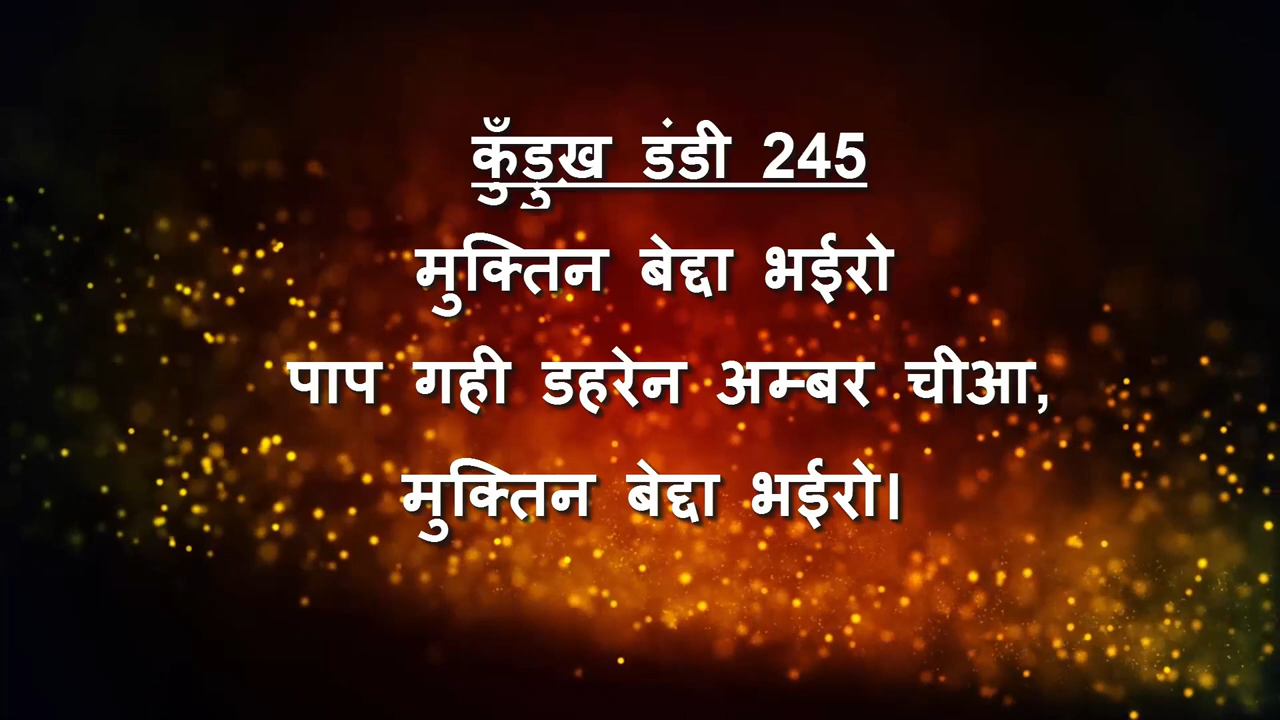 कुँड़ुख़ डंडी 245
मुक्तिन बेद्दा भईरो
पाप गही डहरेन अम्बर चीआ,
मुक्तिन बेद्दा भईरो।